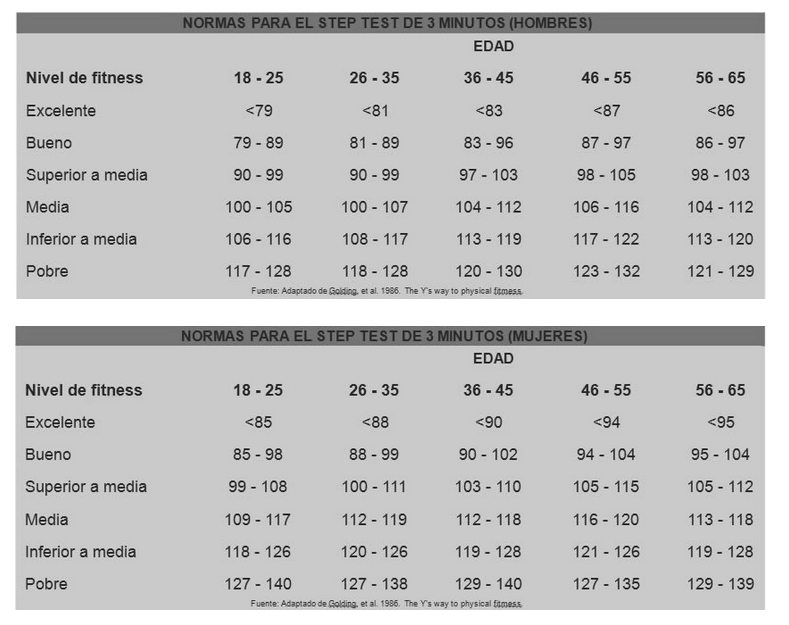 NORMAS PARA EL STEP TEST DE 3 MINUTOS (HOMBRES)
EDAD
Nivel de fitness 18 - 25 26 - 35 36 - 45 46 - 55 56 - 65
Excelente <79 <81 <83 <87 <86
Bueno 79 - 89 81 - 89 83 - 96 87 - 97 86 - 97
Superior a media 90 - 99 90 - 99 97 - 103 98 - 105 98 - 103
Media 100 - 105 100 - 107 104 - 112 106 - 116 104 - 112
Inferior a media 106 - 116 108 - 117 113 - 119 117 - 122 113 - 120
Pobre 117 - 128 118 - 128 120 - 130 123 - 132 121 - 129
Fuente: Adaptado de Golding, et al. 1986. The Y's way to physical fitness.
NORMAS PARA EL STEP TEST DE 3 MINUTOS (MUJERES)
EDAD
Nivel de fitness 18 - 25 26 - 35 36 - 45 46 - 55 56 - 65
Excelente <85 <88 <90 <94 <95
Bueno 85 - 98 88 - 99 90 - 102 94 - 104 95 - 104
Superior a media 99 - 108 100 - 111 103 - 110 105 - 115 105 - 112
Media 109 - 117 112 - 119 112 - 118 116 - 120 113 - 118
Inferior a media 118 - 126 120 - 126 119 - 128 121 - 126 119 - 128
Pobre 127 - 140 127 - 138 129 - 140 127 - 135 129 - 139
Fuente: Adaptado de Golding, et al. 1986. The Y's way to physical fitness.